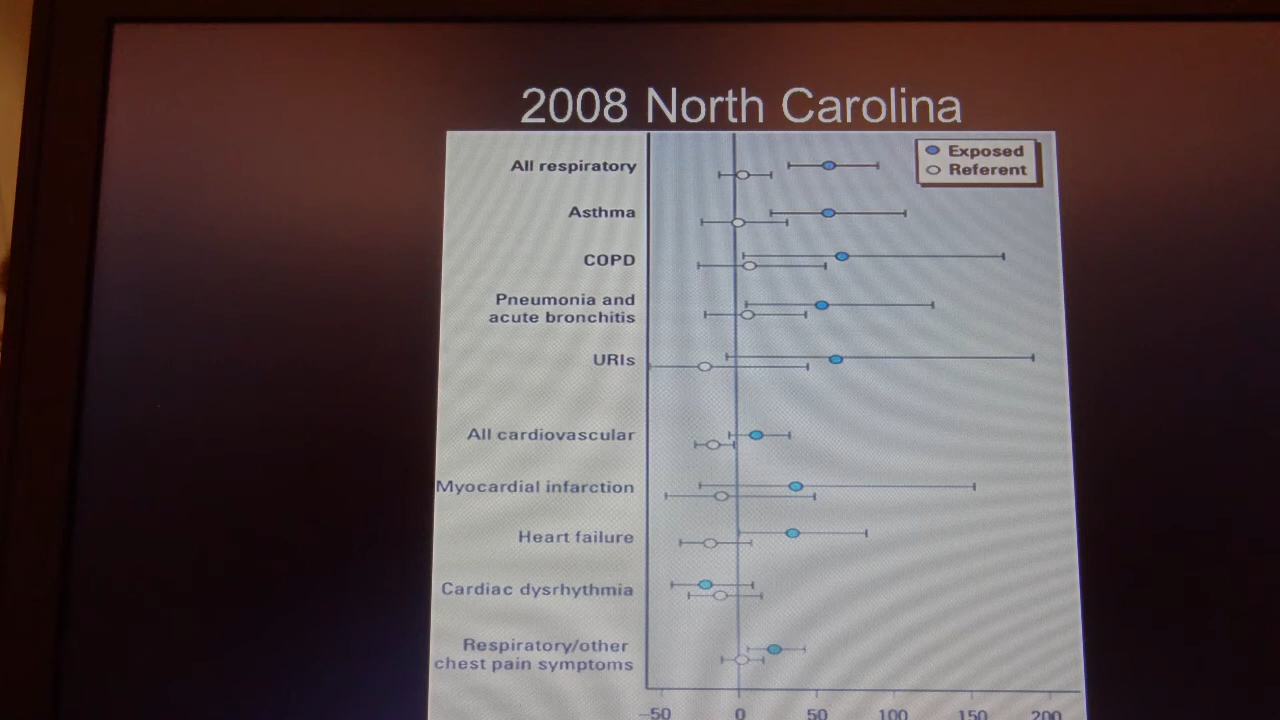 2008 North Carolina
Exposed
Referent
All respiratory
Asthma
COPD
Pneumonia and
acute bronchitis
URIs
All cardiovascular
Myocardial infarction
Heart failure
Cardiac dysrhythmia
Respiratory/other
chest pain symptoms
−50 0 50 100 150 200